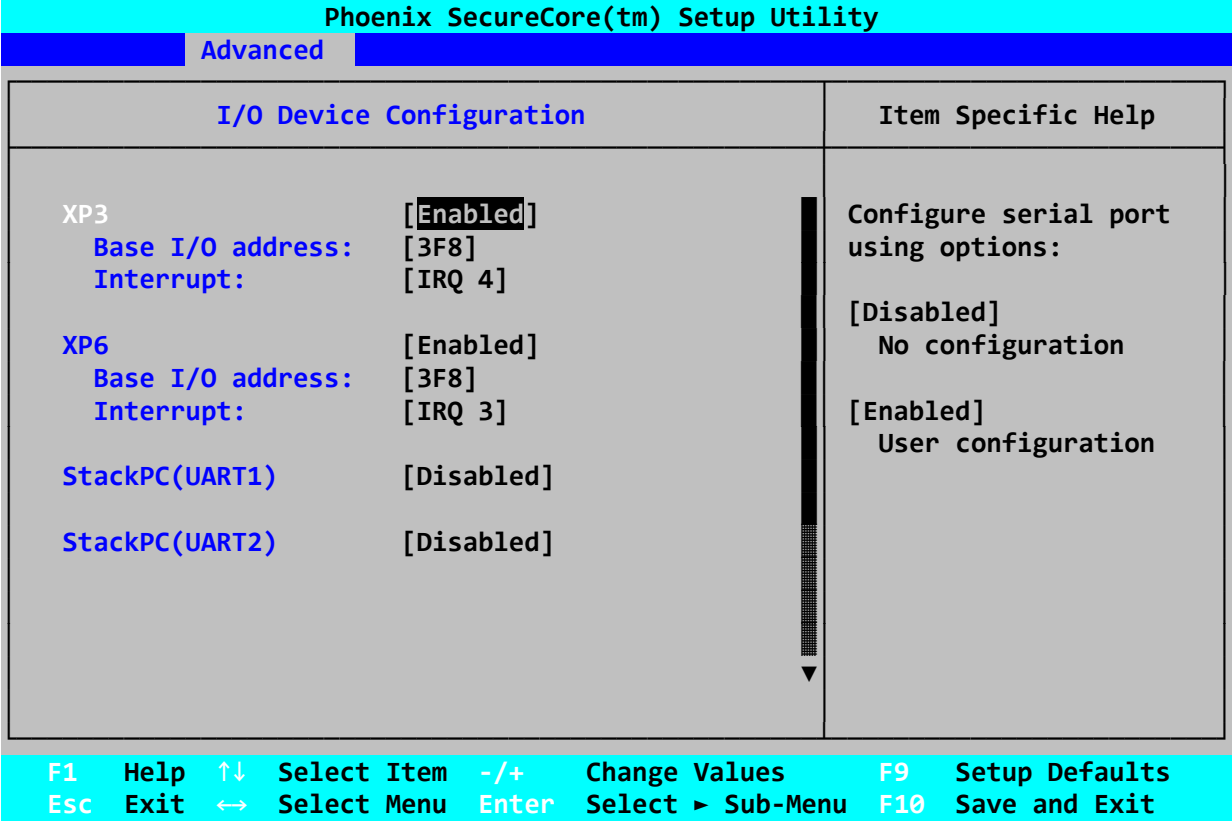 Phoenix SecureCore(tm) Setup Utility
Advanced
I/O Device Configuration
Item Specific Help
XP3 [Enabled]
Base I/O address: [3F8]
Interrupt: [IRQ 4]
XP6 [Enabled]
Base I/O address: [3F8]
Interrupt: [IRQ 3]
StackPC(UART1) [Disabled]
StackPC(UART2) [Disabled]
Configure serial port
using options:
[Disabled]
No configuration
[Enabled]
User configuration
F1 Help ↑↓ Select Item -/+ Change Values F9 Setup Defaults
Esc Exit ↔ Select Menu Enter Select ► Sub-Menu F10 Save and Exit